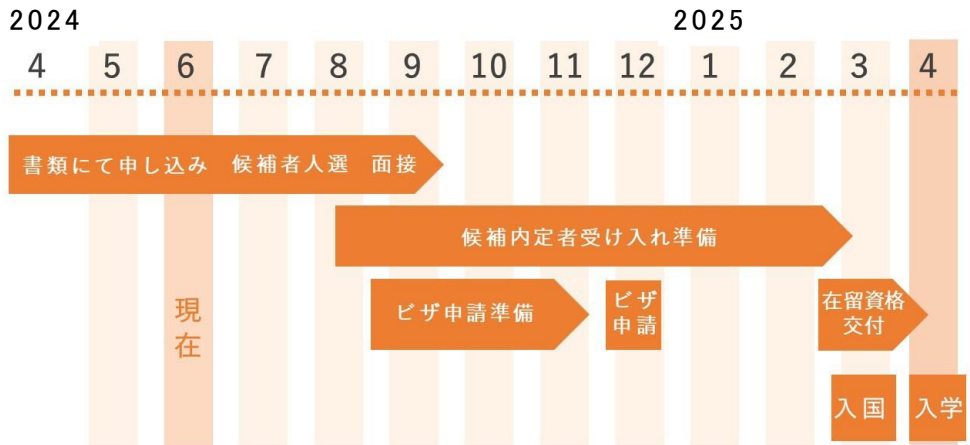 2024 2025
4 5 6 7 8 9 10 11 12 1 2 3 4
書類にて申し込み 候補者人選 面接
候補内定者受け入れ準備
現在
ビザ申請準備
ビザ
申請
在留資格
交付
入国
入学